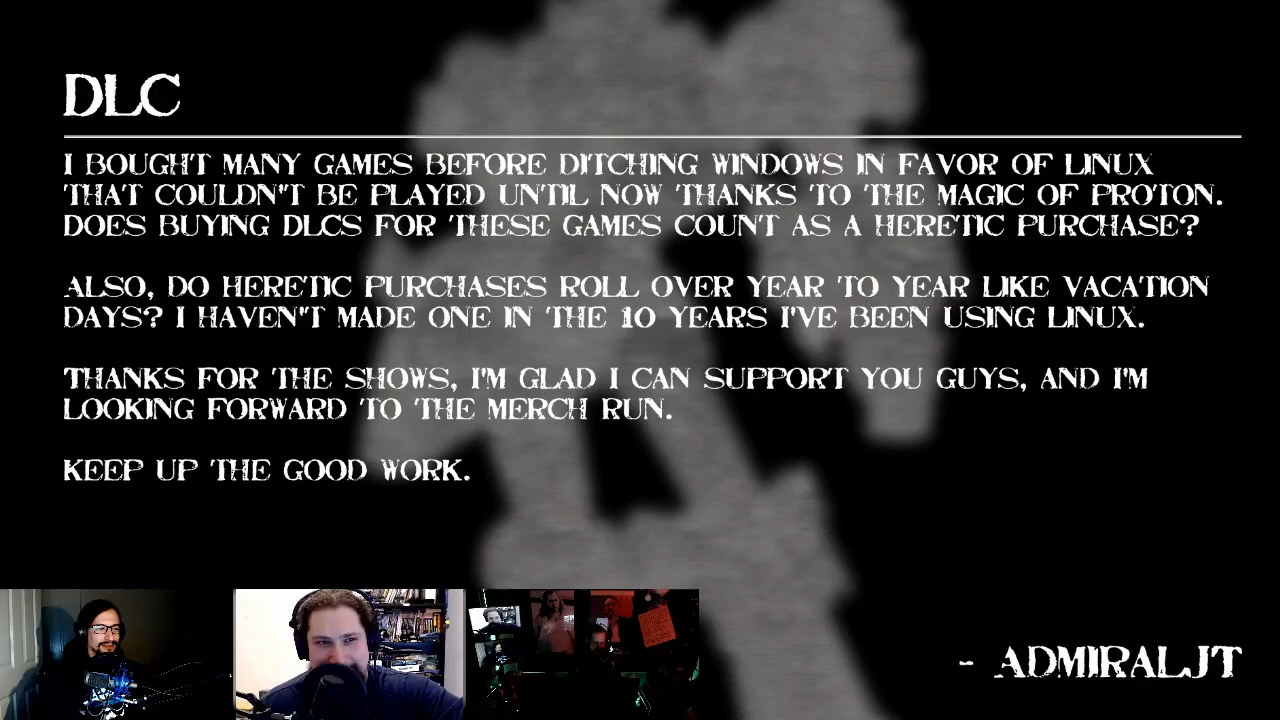 DLC
I BOUGHT MANY GAMES BEFORE DITCHING WINDOWS IN FAVOR OF LINUX
THAT COULDN"T BE PLAYED UNTIL NOW THANKS TO THE MAGIC OF PROTON.
DOES BUYING DLCS FOR THESE GAMES COUNT AS A HERETIC PURCHASE?
ALSO, DO HERETIC PURCHASES ROLL OVER YEAR TO YEAR LIKE VACATION
DAYS? I HAVEN"T MADE ONE IN THE 10 YEARS I'VE BEEN USING LINUX.
THANKS FOR THE SHOWS, I'M GLAD I CAN SUPPORT YOU GUYS, AND I'M
LOOKING FORWARD TO THE MERCH RUN.
KEEP UP THE GOOD WORK.
- ADMIRALJT